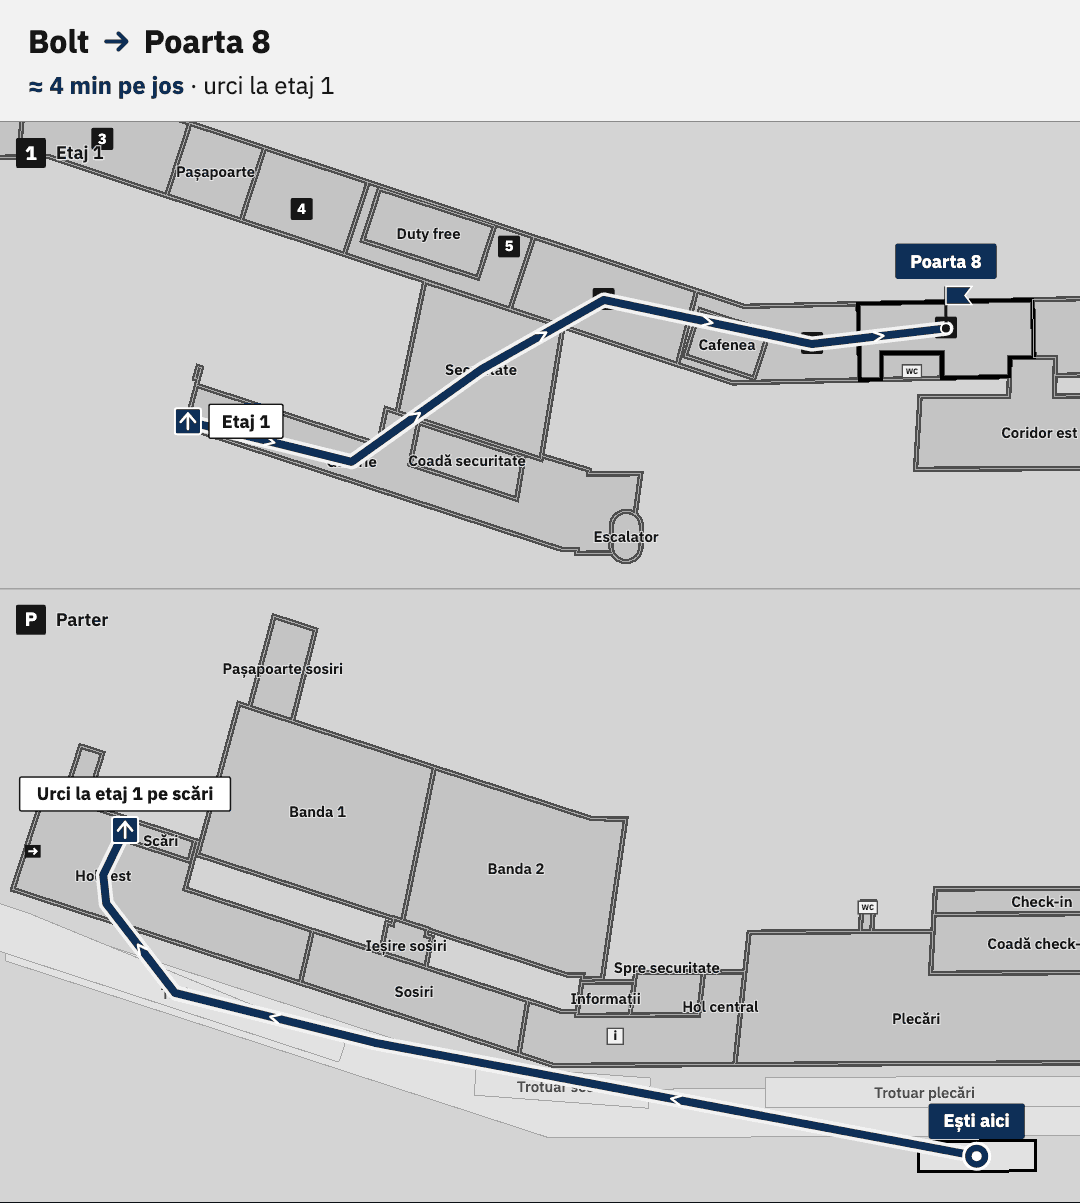 Bolt → Poarta 8
≈ 4 min pe jos · urci la etaj 1
1 Etaj 1
3
Pașapoarte
4
Duty free
5
Poarta 8
Cafenea
WC
Etaj 1
Coadă securitate
Coridor est
Escalator
P Parter
Pașapoarte sosiri
Urci la etaj 1 pe scări
Banda 1
Scări
Banda 2
WC
Check-in
Ieșire sosiri
Coadă check-
Spre securitate
Sosiri
Informații
Hol central
Plecări
i
Trotuar
Trotuar plecări
Ești aici